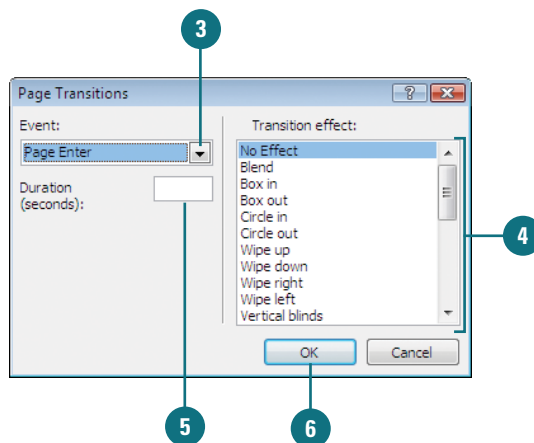 3
Page Transitions
Event:
Page Enter
Duration
(seconds):
Transition effect:
No Effect
Blend
Box in
Box out
Circle in
Circle out
Wipe up
Wipe down
Wipe right
Wipe left
Vertical blinds
4
OK
Cancel
5
6